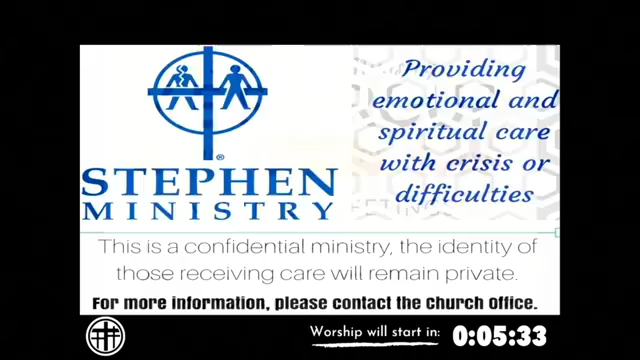 Providing
emotional and
spiritual care
with crisis or
difficulties
®
STEPHEN
MINISTRY
This is a confidential ministry, the identity of
those receiving care will remain private.
For more information, please contact the Church Office.
Worship will start in: 0:05:33